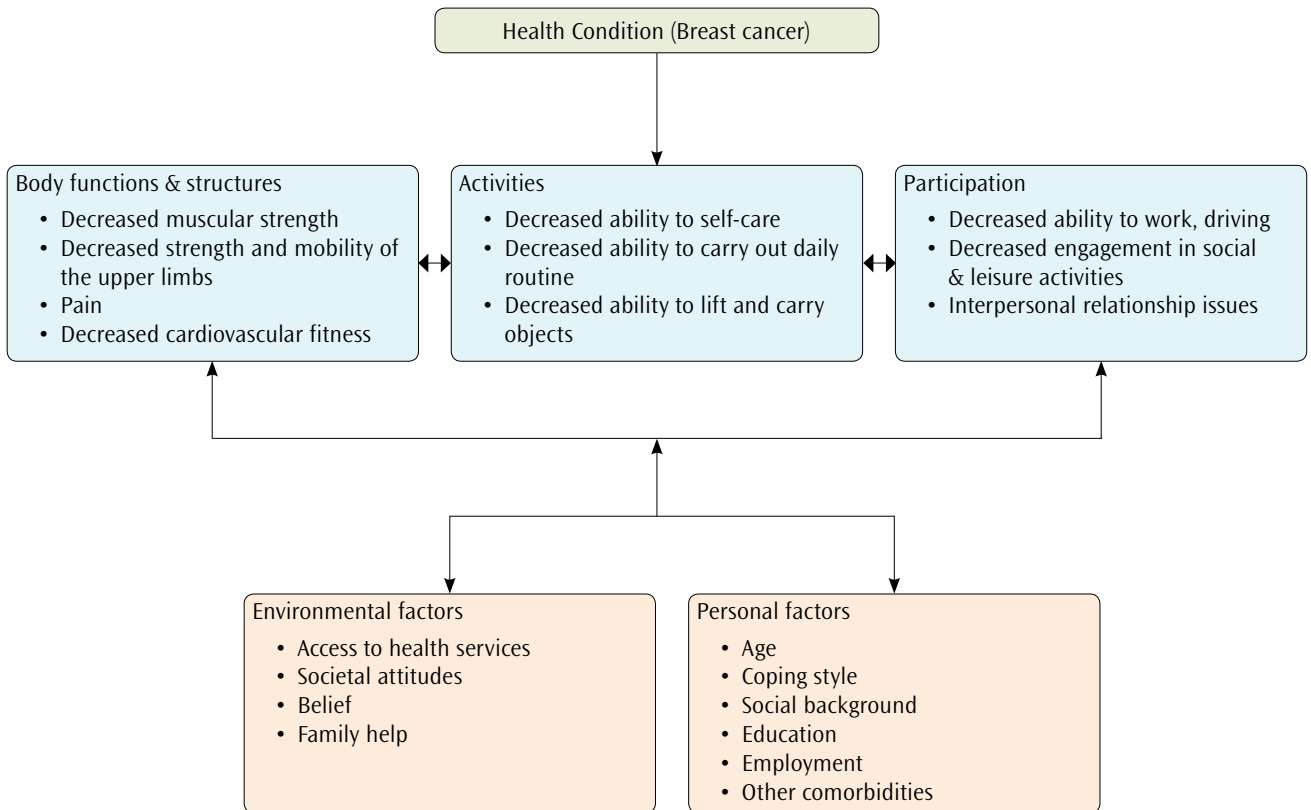 Health Condition (Breast cancer)
Body functions & structures
• Decreased muscular strength
• Decreased strength and mobility of
the upper limbs
• Pain
• Decreased cardiovascular fitness
Activities
• Decreased ability to self-care
• Decreased ability to carry out daily
routine
• Decreased ability to lift and carry
objects
Participation
• Decreased ability to work, driving
• Decreased engagement in social
& leisure activities
• Interpersonal relationship issues
Environmental factors
• Access to health services
• Societal attitudes
• Belief
• Family help
Personal factors
• Age
• Coping style
• Social background
• Education
• Employment
• Other comorbidities